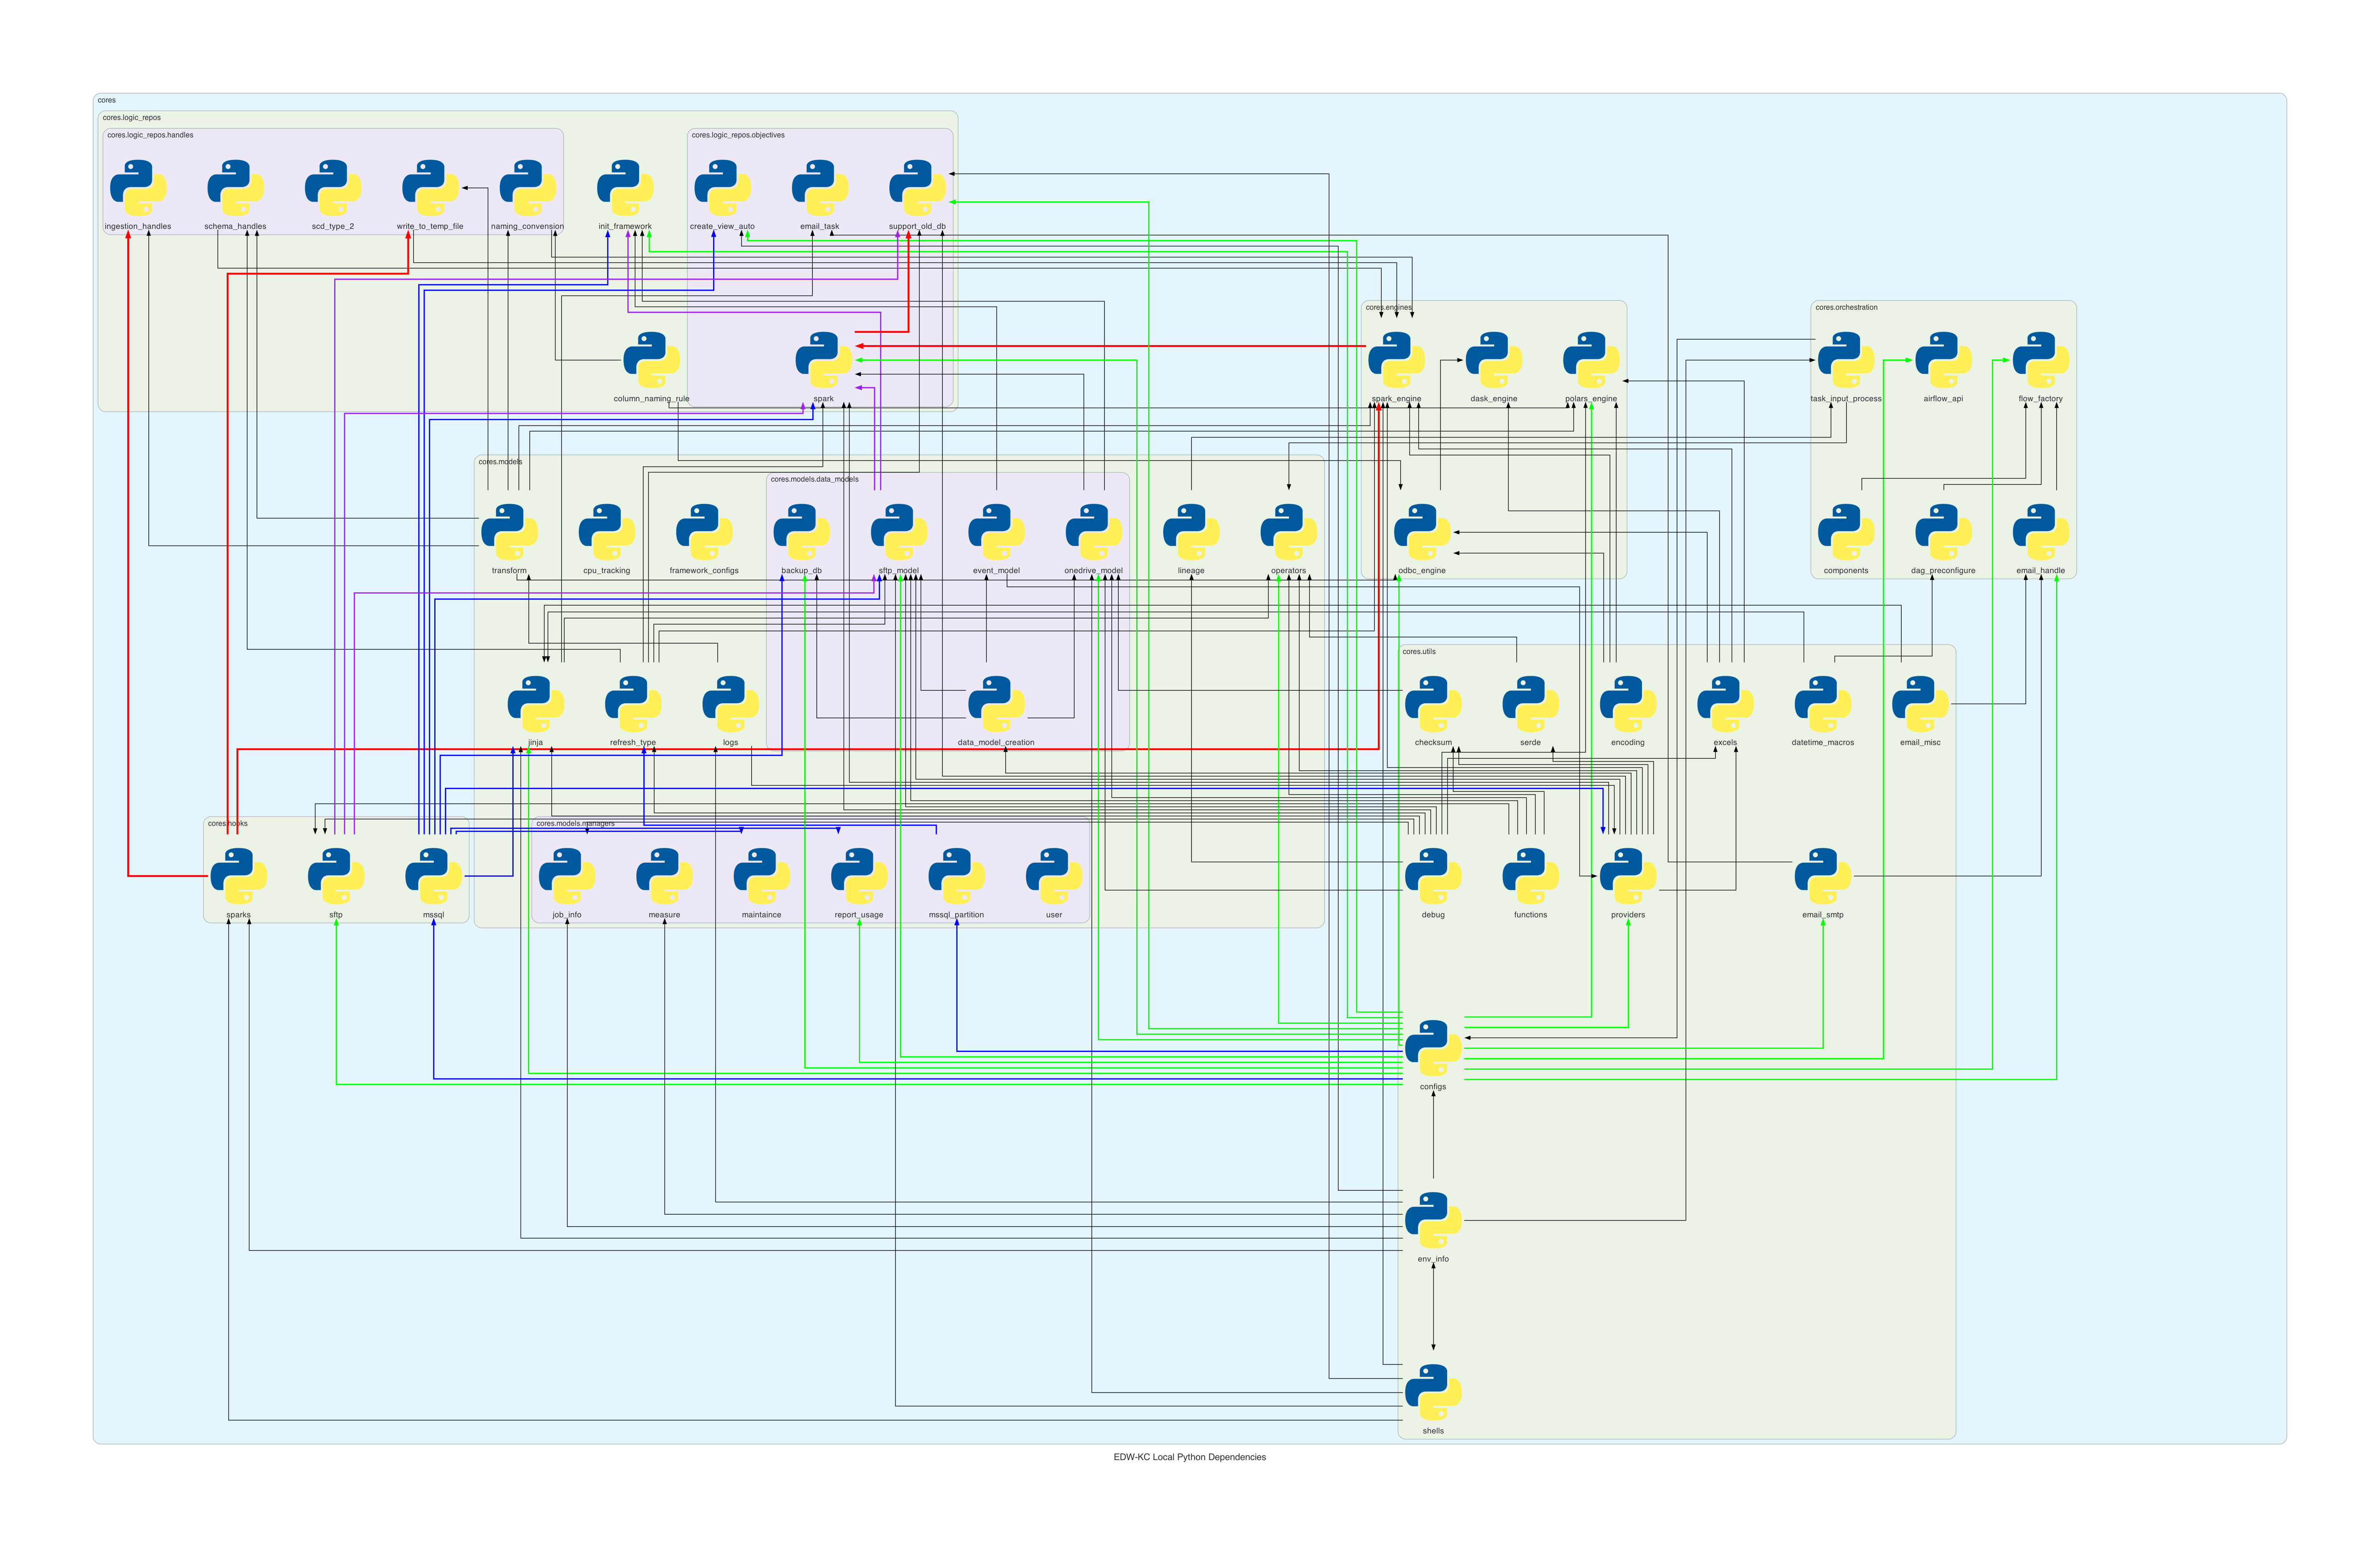 cores
cores.logic_repos
cores.logic_repos.handles
cores.logic_repos.objectives
ingestion_handles
schema_handles
scd_type_2
write_to_temp_file
naming_convension
init_framework
create_view_auto
email_task
support_old_db
cores.engines
cores.orchestration
column_naming_rule
spark
spark_engine
dask_engine
polars_engine
task_input_process
airflow_api
flow_factory
cores.models
cores.models.data_models
transform
cpu_tracking
framework_configs
backup_db
sftp_model
event_model
onedrive_model
lineage
operators
odbc_engine
components
dag_preconfigure
email_handle
cores.utils
jinja
refresh_type
logs
data_model_creation
checksum
serde
encoding
excels
datetime_macros
email_misc
cores.hooks
cores.models.managers
sparks
sftp
mssql
job_info
measure
maintaince
report_usage
mssql_partition
user
debug
functions
providers
email_smtp
configs
env_info
shells
EDW-KC Local Python Dependencies